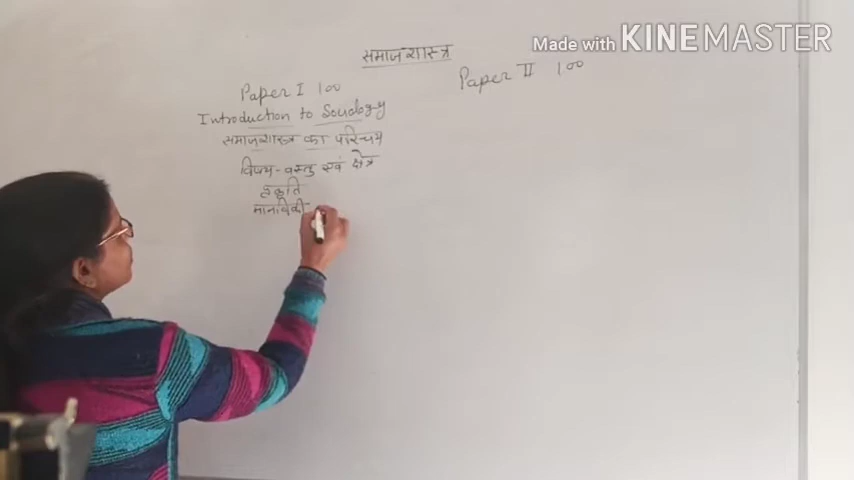 समाजशास्त्र
Made with KINEMASTER
Paper I 100
Paper II 100
Introduction to Sociology
समाजशास्त्र का परिचय
विषय-वस्तु एवं क्षेत्र
प्रकृति
मानविकी